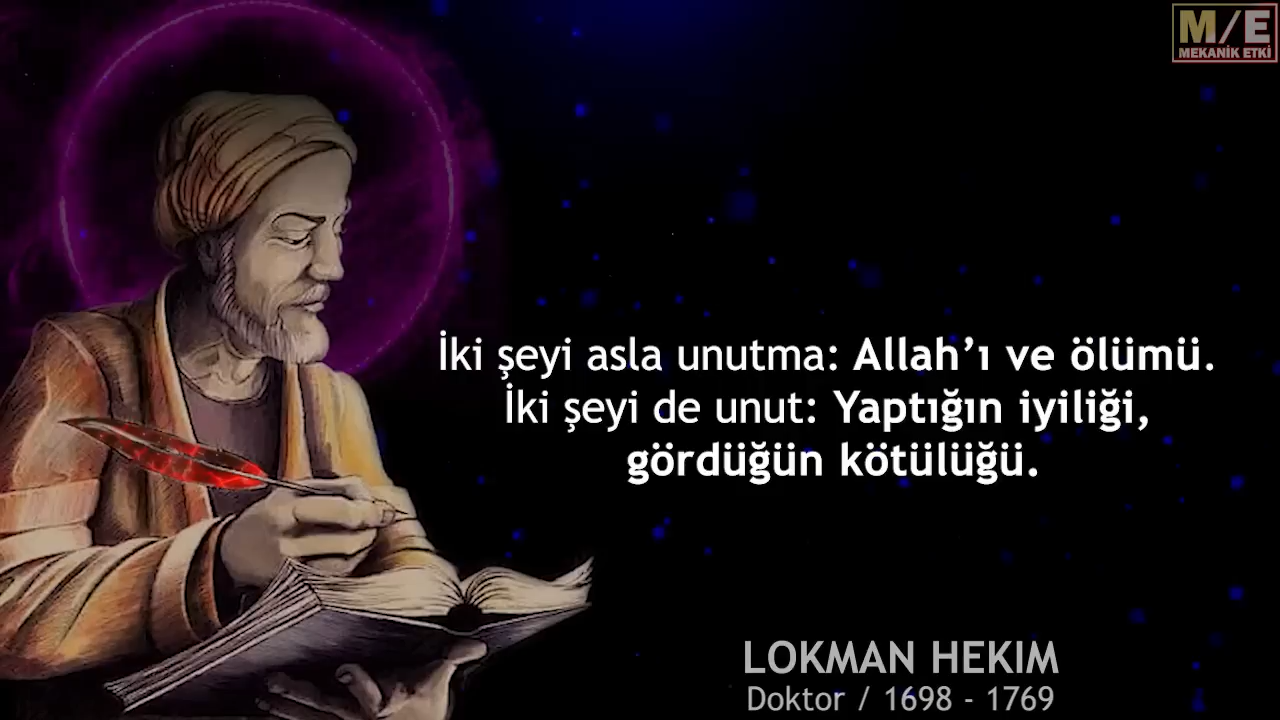 M/E
MEKANİK ETKİ
İki şeyi asla unutma: Allah’ı ve ölümü.
İki şeyi de unut: Yaptığın iyiliği,
gördüğün kötülüğü.
LOKMAN HEKIM
Doktor / 1698 - 1769